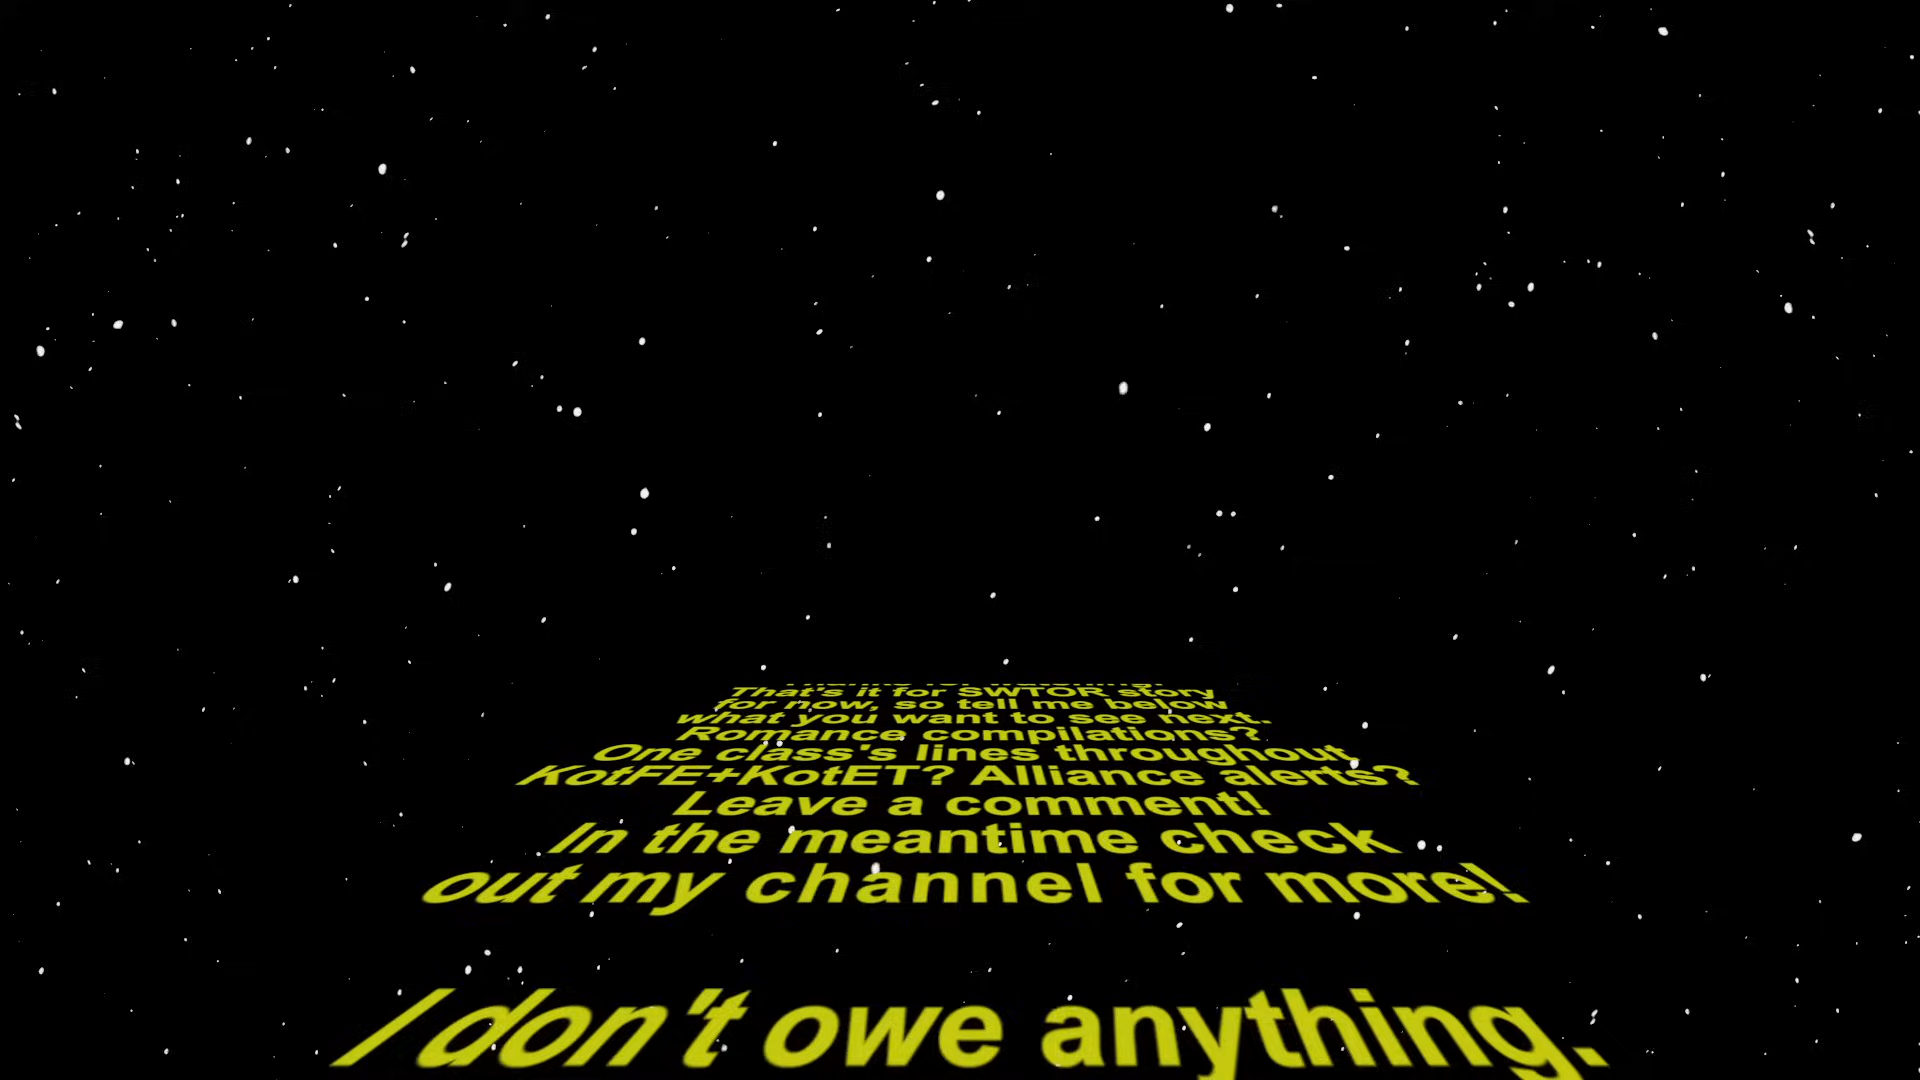 That's it for SWTOR story
for now, so tell me below
what you want to see next.
Romance compilations?
One class's lines throughout
KotFE+KotET? Alliance alerts?
Leave a comment!
In the meantime check
out my channel for more!
I don't owe anything.